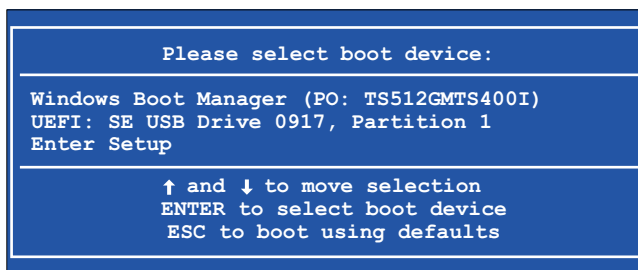 Please select boot device:
Windows Boot Manager (PO: TS512GMTS400I)
UEFI: SE USB Drive 0917, Partition 1
Enter Setup
↑ and ↓ to move selection
ENTER to select boot device
ESC to boot using defaults